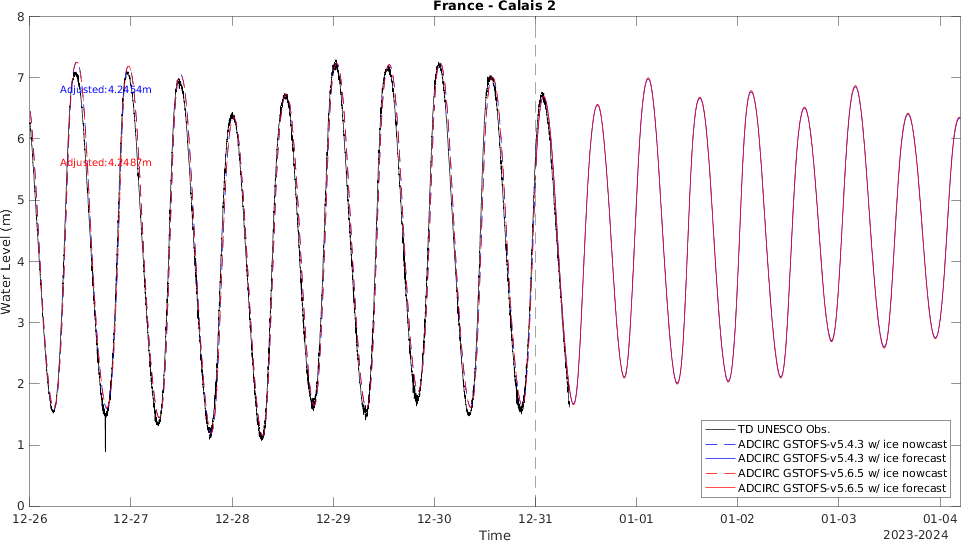 France - Calais 2
Water Level (m)
8
7
6
5
4
3
2
1
0
Adjusted:4.2464m
Adjusted:4.2487m
TD UNESCO Obs.
ADCIRC GSTOFS-v5.4.3 w/ ice nowcast
ADCIRC GSTOFS-v5.4.3 w/ ice forecast
ADCIRC GSTOFS-v5.6.5 w/ ice nowcast
ADCIRC GSTOFS-v5.6.5 w/ ice forecast
12-26 12-27 12-28 12-29 12-30 12-31 01-01 01-02 01-03 01-04
Time
2023-2024